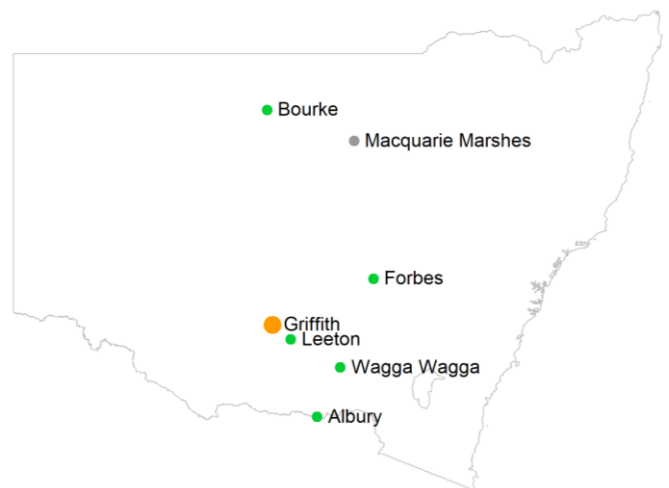 Bourke
Macquarie Marshes
Forbes
Griffith
Leeton
Wagga Wagga
Albury